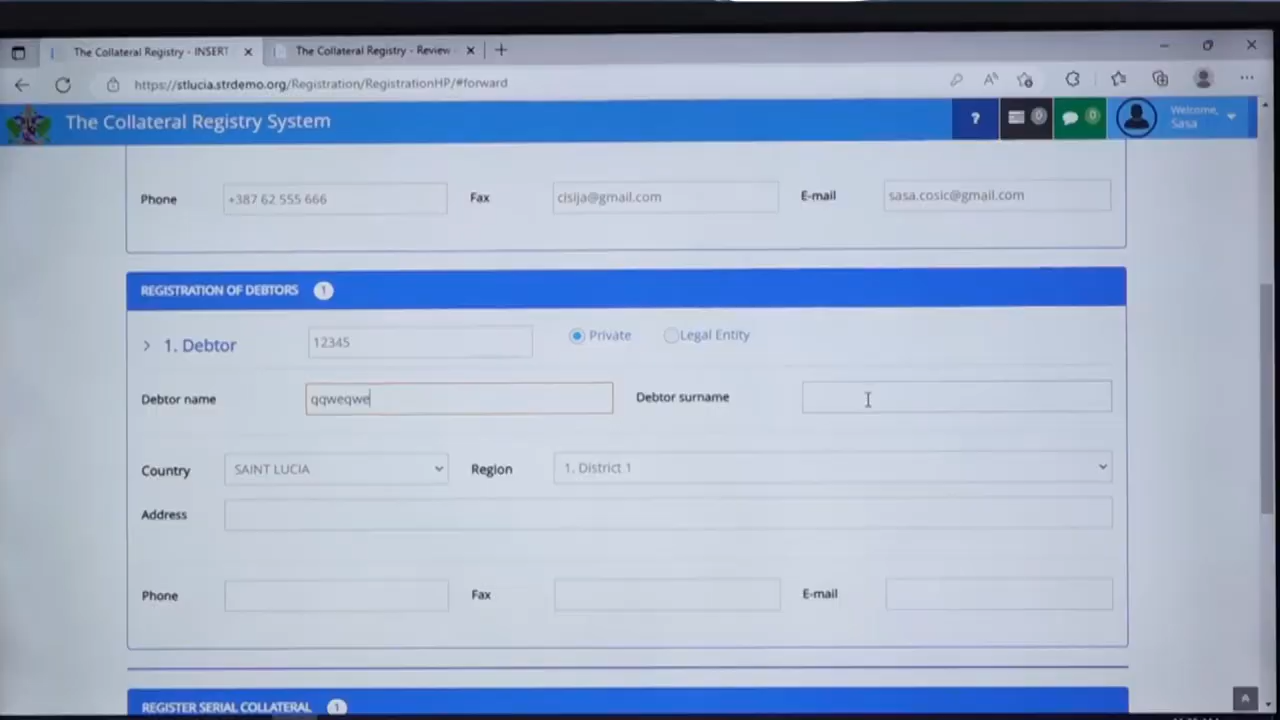 The Collateral Registry - INSERT
The Collateral Registry - Review
https://stlucia.strdemo.org/Registration/RegistrationHP/#forward
The Collateral Registry System
? 0 0 Welcome, Sasa
Phone +387 62 555 666 Fax cisija@gmail.com E-mail sasa.cosic@gmail.com
REGISTRATION OF DEBTORS 1
1. Debtor 12345 Private Legal Entity
Debtor name qqweqwe Debtor surname
Country SAINT LUCIA Region 1. District 1
Address
Phone Fax E-mail
REGISTER SERIAL COLLATERAL 1